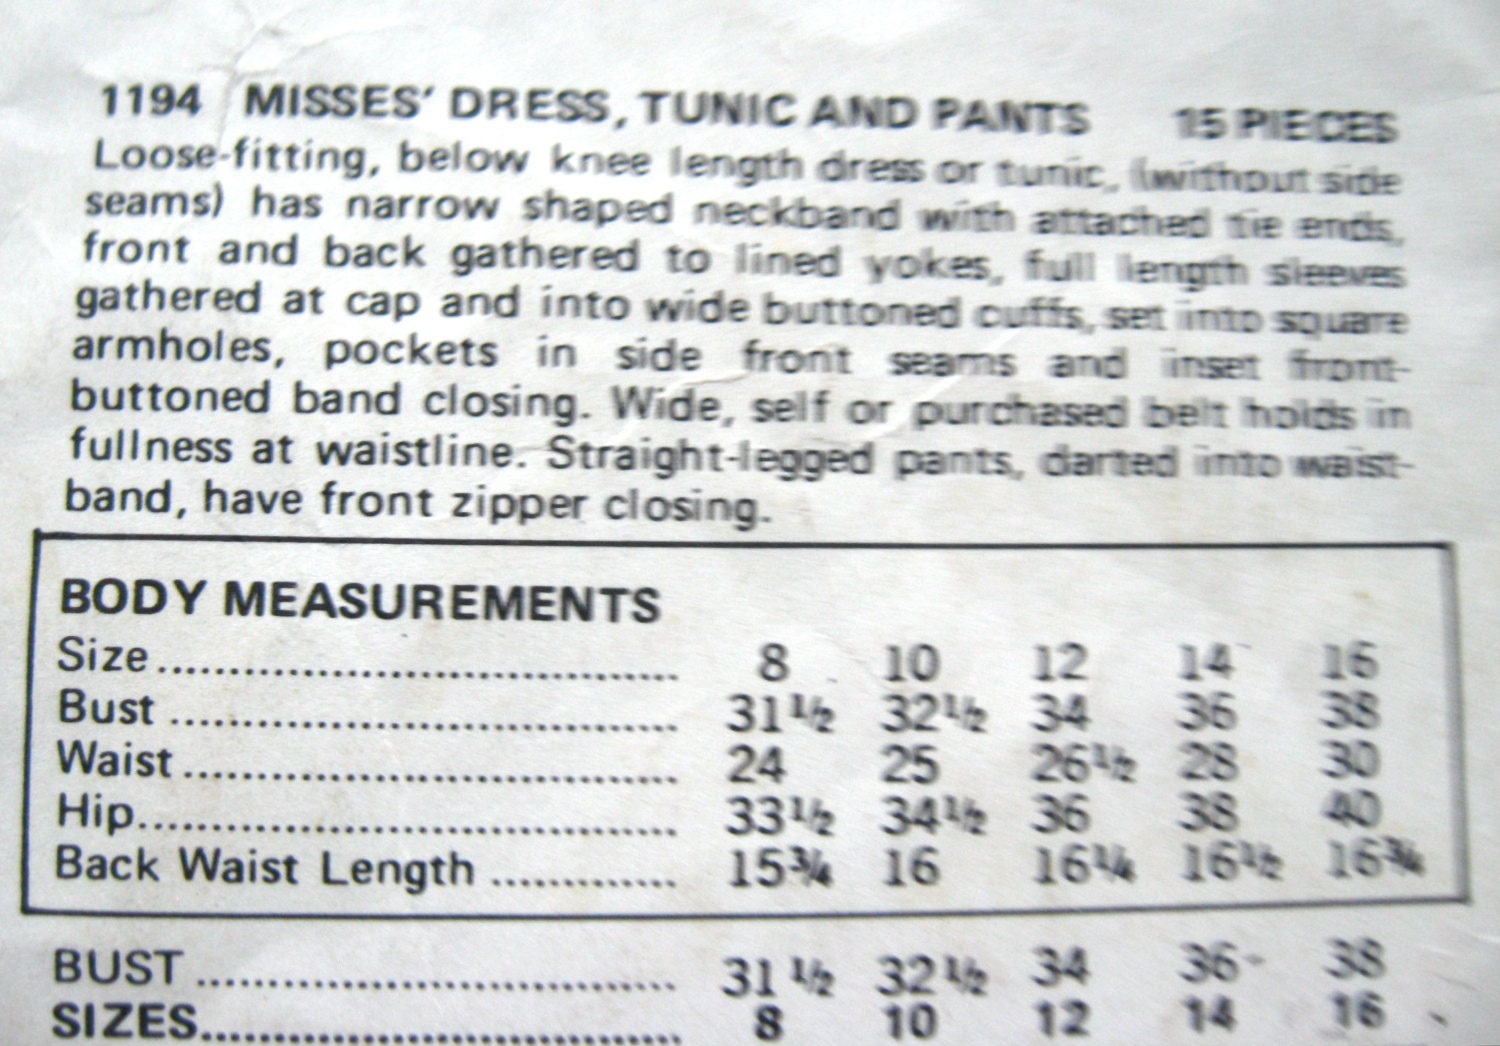 1194 MISSES' DRESS, TUNIC AND PANTS 15 PIECES
Loose-fitting, below knee length dress or tunic, (without side
seams) has narrow shaped neckband with attached tie ends,
front and back gathered to lined yokes, full length sleeves
gathered at cap and into wide buttoned cuffs, set into square
armholes, pockets in side front seams and inset front-
buttoned band closing. Wide, self or purchased belt holds in
fullness at waistline. Straight-legged pants, darted into waist-
band, have front zipper closing.
BODY MEASUREMENTS
Size.................................... 8 10 12 14 16
Bust ................................... 31½ 32½ 34 36 38
Waist .................................. 24 25 26½ 28 30
Hip..................................... 33½ 34½ 36 38 40
Back Waist Length ............. 15¾ 16 16¼ 16½ 16¾
BUST ................................. 31 ½ 32½ 34 36 38
SIZES................................. 8 10 12 14 16